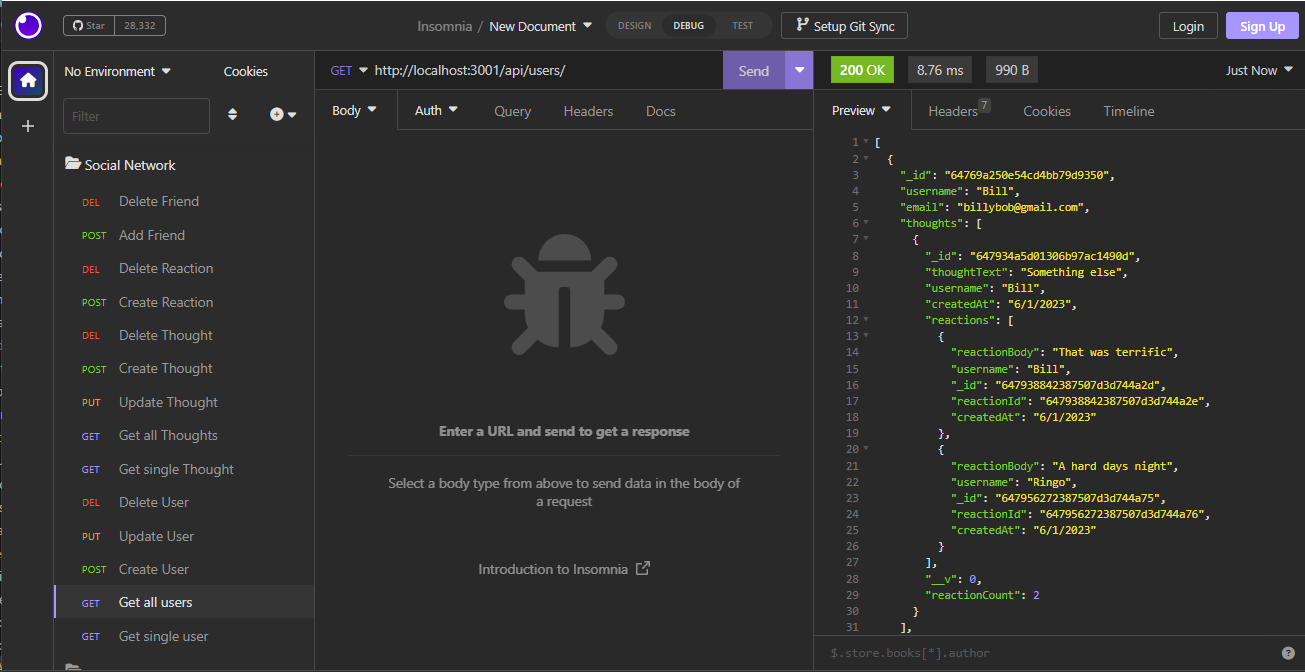 Star 28,332
Insomnia / New Document
DESIGN DEBUG TEST
Setup Git Sync
Login
Sign Up
No Environment
Cookies
Filter
Social Network
DEL Delete Friend
POST Add Friend
DEL Delete Reaction
POST Create Reaction
DEL Delete Thought
POST Create Thought
PUT Update Thought
GET Get all Thoughts
GET Get single Thought
DEL Delete User
PUT Update User
POST Create User
GET Get all users
GET Get single user
GET http://localhost:3001/api/users/
Send
Body Auth Query Headers Docs
Enter a URL and send to get a response
Select a body type from above to send data in the body of
a request
Introduction to Insomnia
200 OK 8.76 ms 990 B Just Now
Preview Headers 7 Cookies Timeline
1 [
2 {
3 "_id": "64769a250e54cd4bb79d9350",
4 "username": "Bill",
5 "email": "billybob@gmail.com",
6 "thoughts": [
7 {
8 "_id": "647934a5d01306b97ac1490d",
9 "thoughtText": "Something else",
10 "username": "Bill",
11 "createdAt": "6/1/2023",
12 "reactions": [
13 {
14 "reactionBody": "That was terrific",
15 "username": "Bill",
16 "_id": "647938842387507d3d744a2d",
17 "reactionId": "647938842387507d3d744a2e",
18 "createdAt": "6/1/2023"
19 },
20 {
21 "reactionBody": "A hard days night",
22 "username": "Ringo",
23 "_id": "647956272387507d3d744a75",
24 "reactionId": "647956272387507d3d744a76",
25 "createdAt": "6/1/2023"
26 }
27 ],
28 "__v": 0,
29 "reactionCount": 2
30 }
31 ],
$.store.books[*].author
?